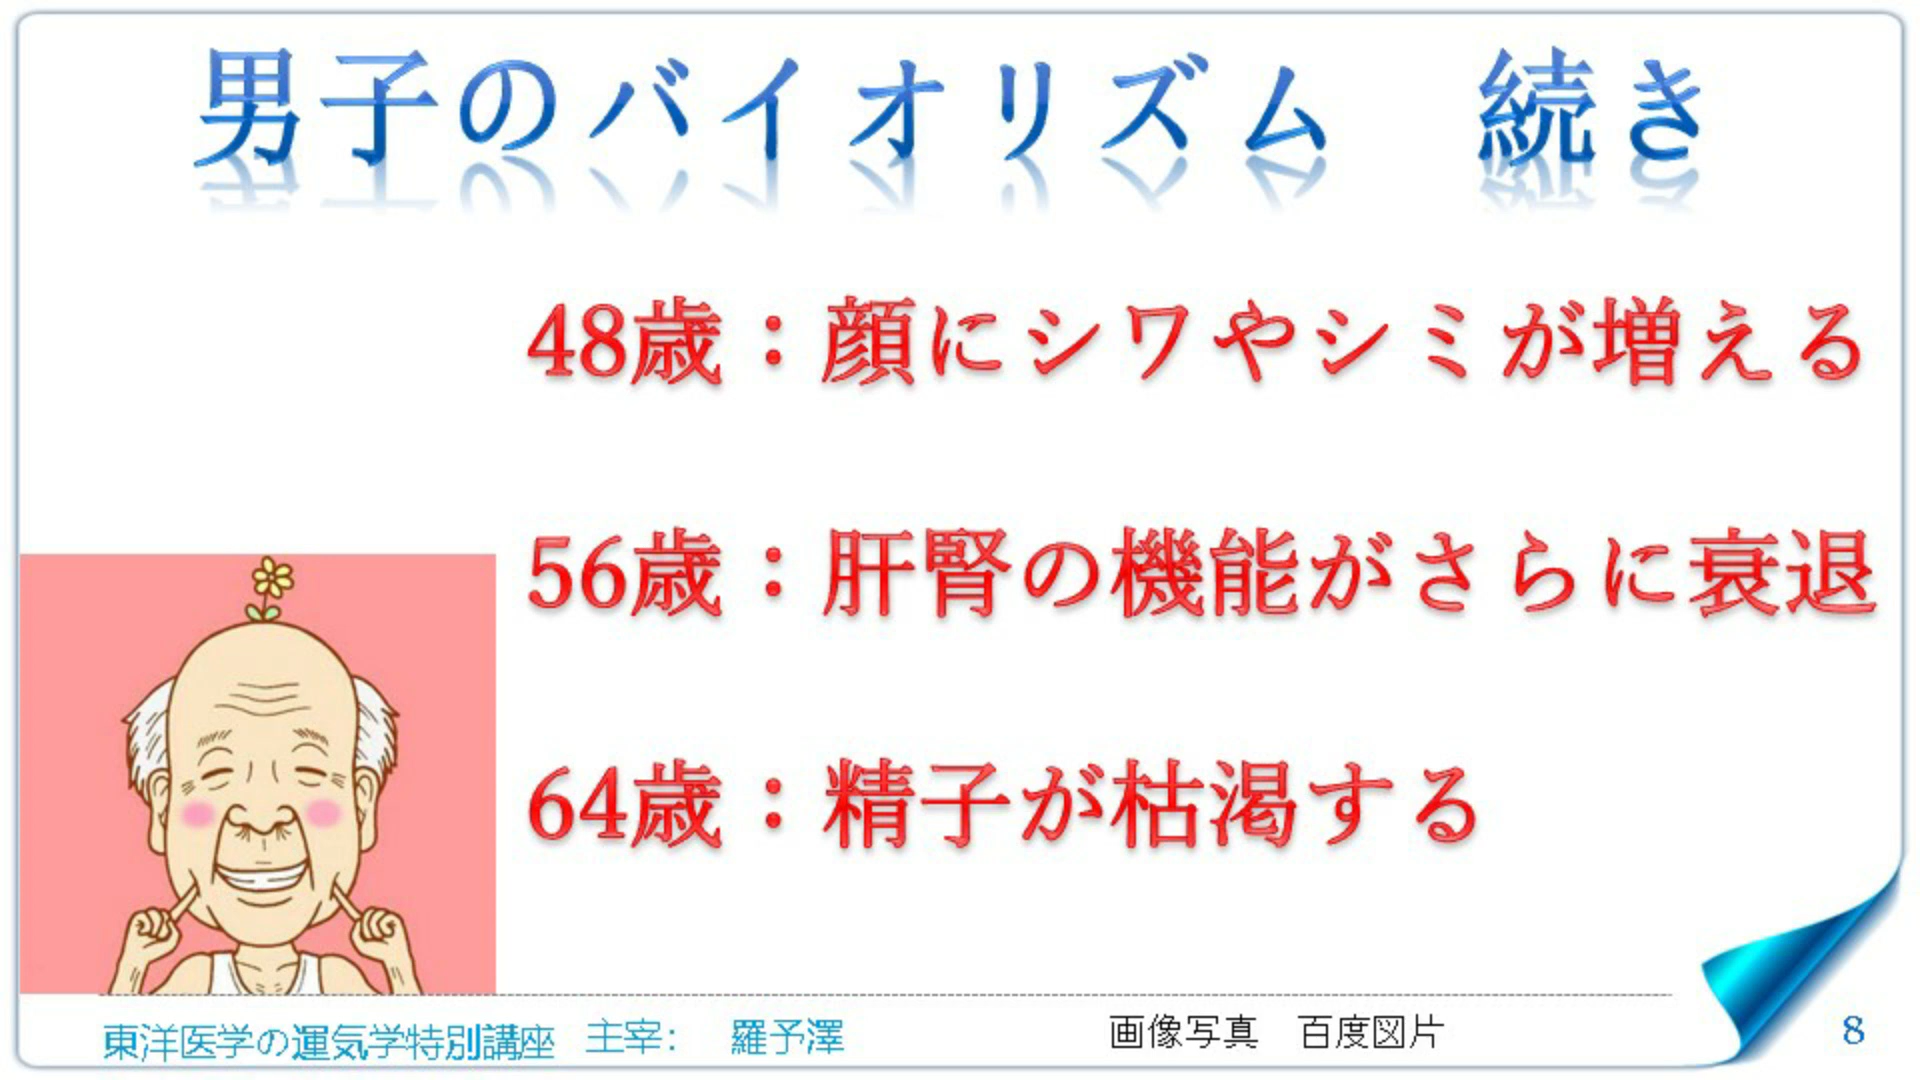 男子のバイオリズム　続き
48歳：顔にシワやシミが増える
56歳：肝腎の機能がさらに衰退
64歳：精子が枯渇する
東洋医学の運気学特別講座　主宰：　羅予澤
画像写真　百度図片
8